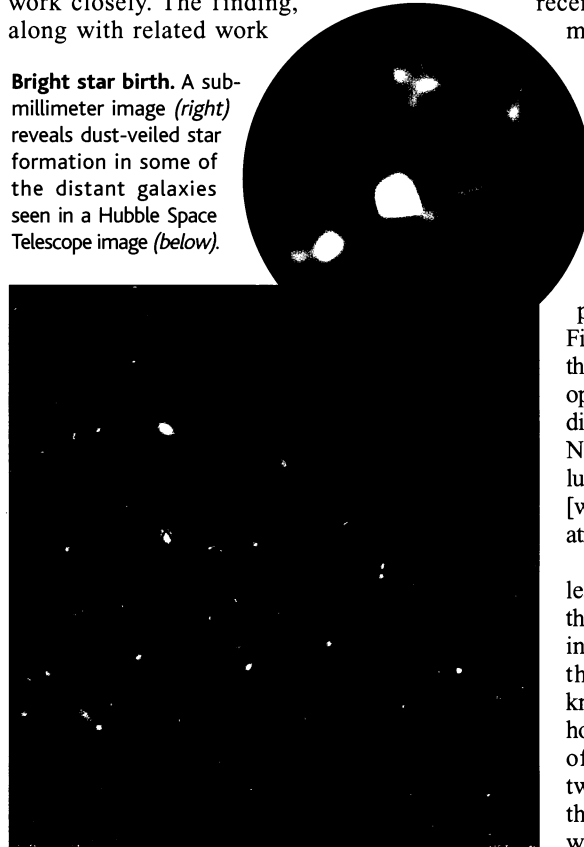 work closely. The finding,
along with related work
Bright star birth. A sub-
millimeter image (right)
reveals dust-veiled star
formation in some of
the distant galaxies
seen in a Hubble Space
Telescope image (below).
recen
m
p
Fi
th
op
di
N
lu
[w
at
le
th
in
th
kn
ho
of
tw
th
w